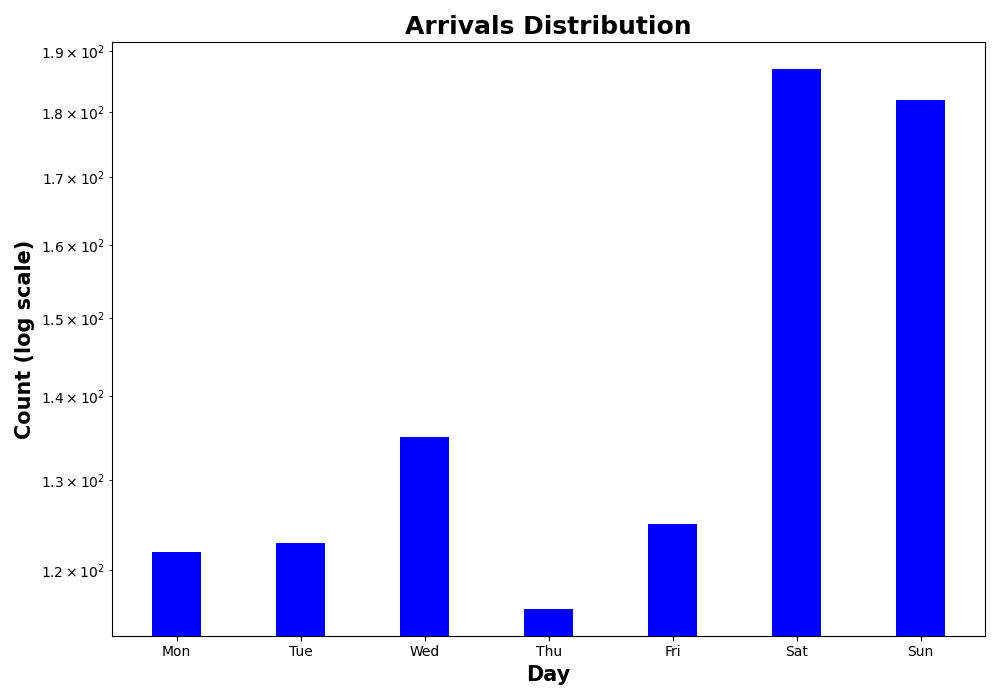 Arrivals Distribution
Count (log scale)
1.9 × 10²
1.8 × 10²
1.7 × 10²
1.6 × 10²
1.5 × 10²
1.4 × 10²
1.3 × 10²
1.2 × 10²
Mon Tue Wed Thu Fri Sat Sun
Day